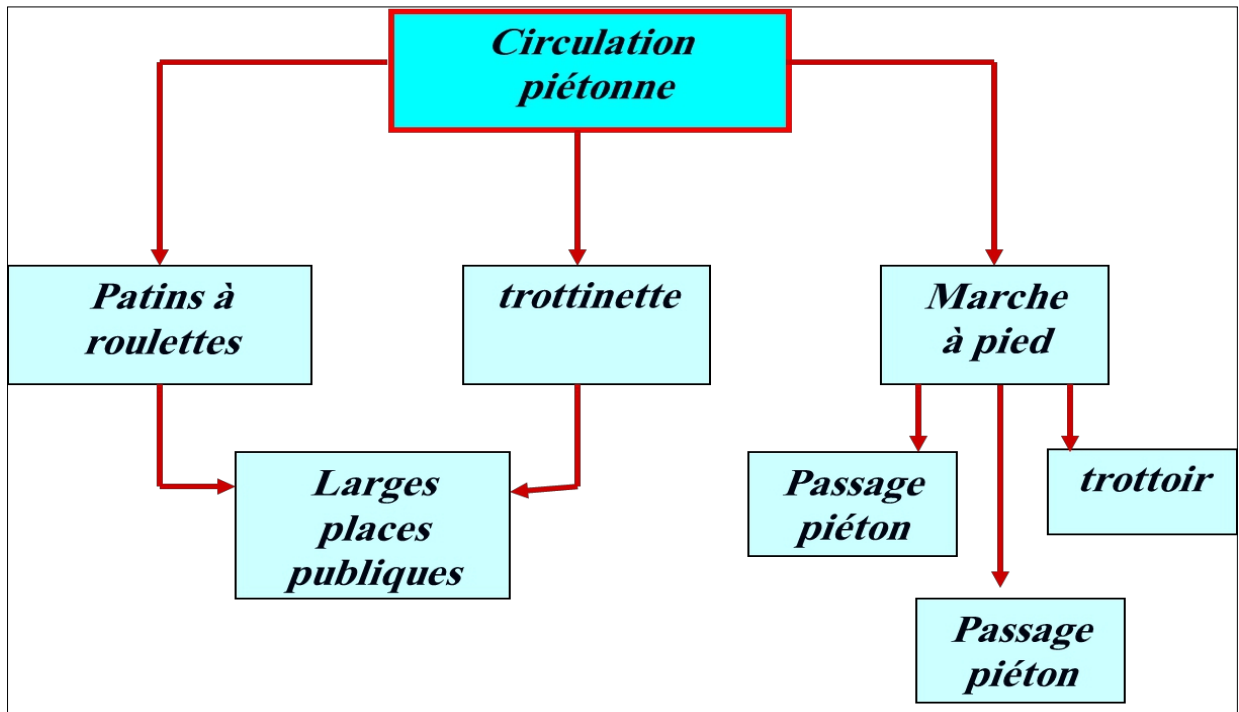 Circulation
piétonne
Patins à
roulettes
trottinette
Marche
à pied
Larges
places
publiques
Passage
piéton
trottoir
Passage
piéton